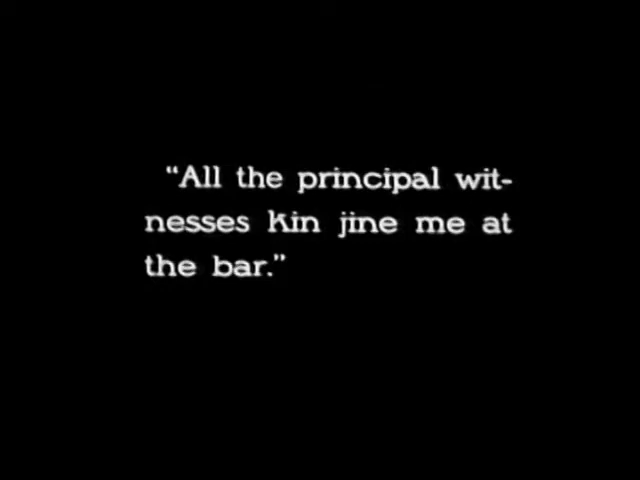 "All the principal wit-
nesses kin jine me at
the bar."